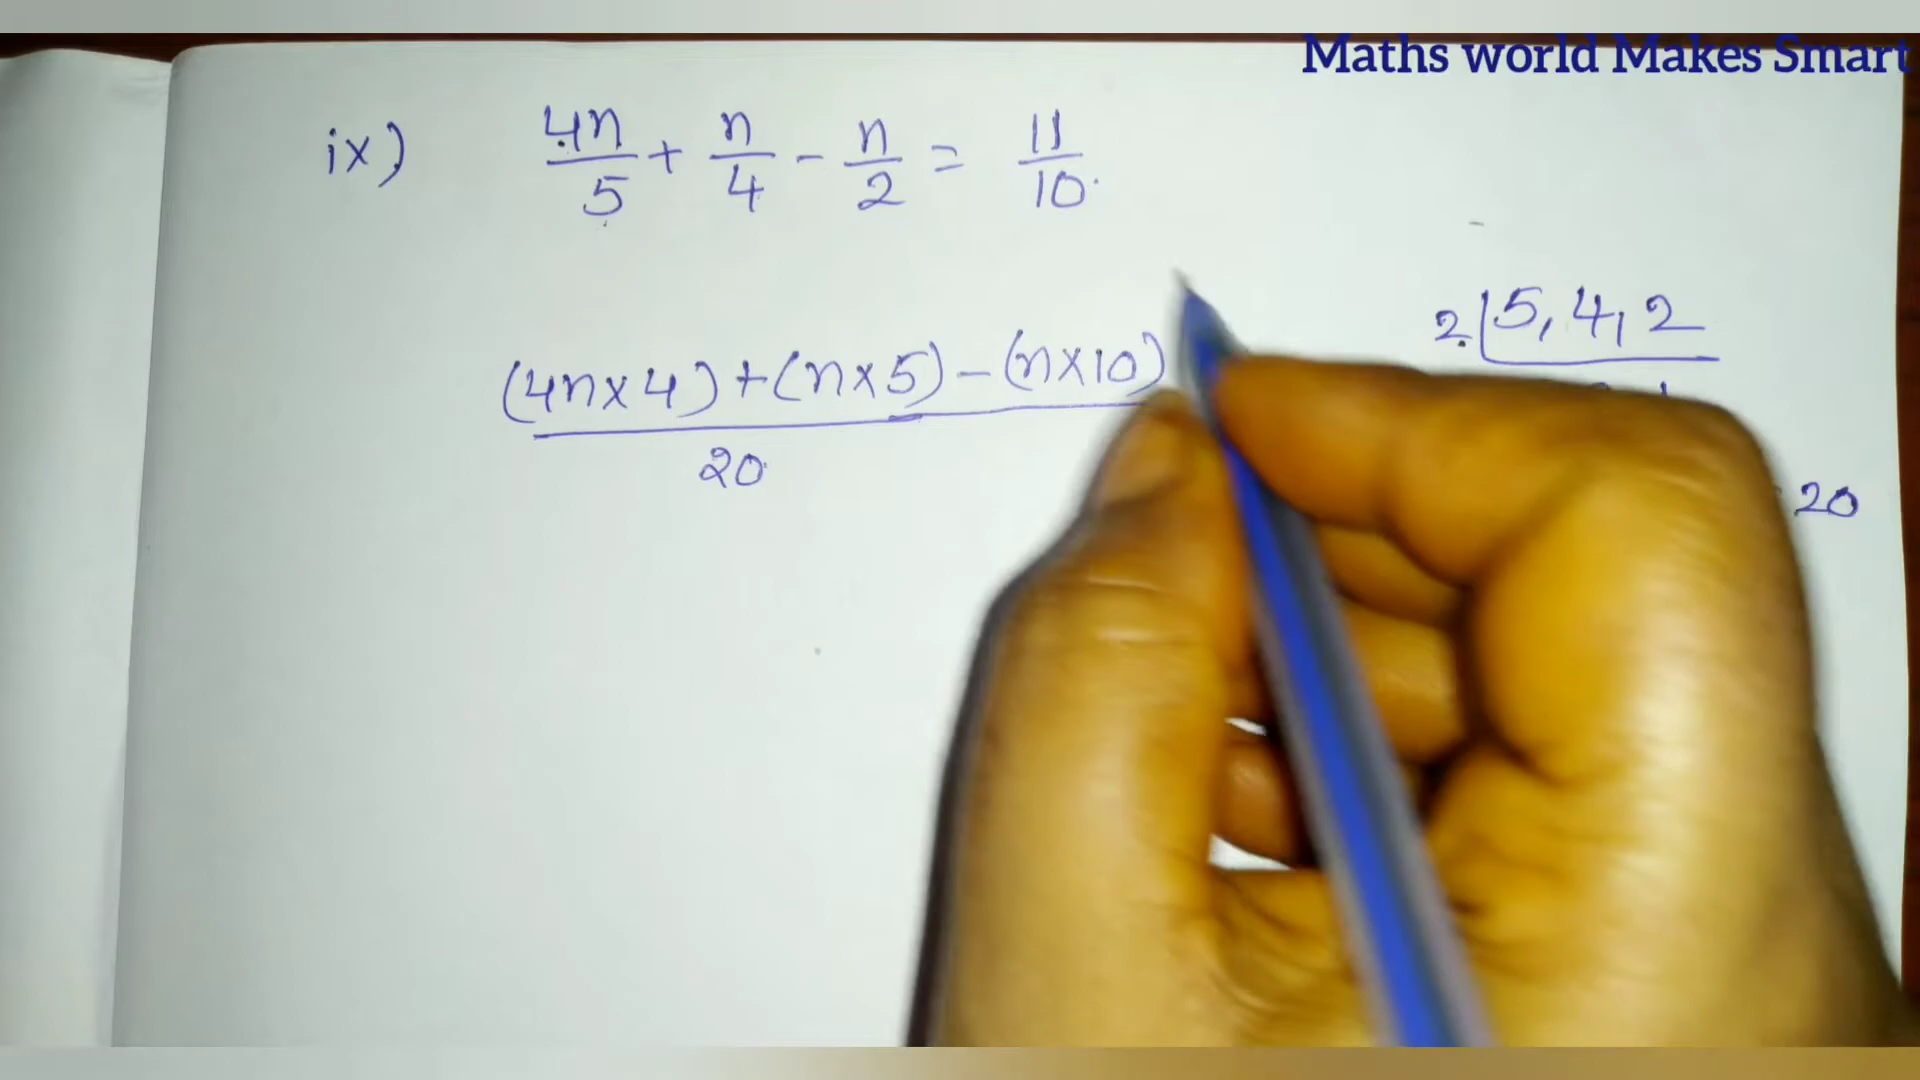 Maths world Makes Smart
ix) 4n/5 + n/4 - n/2 = 11/10
2 | 5, 4, 2
(4n×4) + (n×5) - (n×10)
20
20